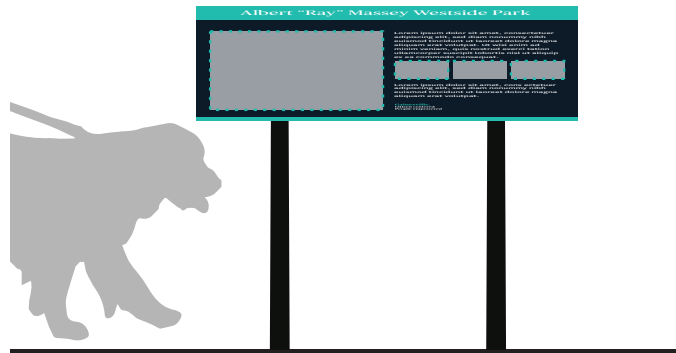 Albert “Ray” Massey Westside Park
Lorem ipsum dolor sit amet, consectetuer
adipiscing elit, sed diam nonummy nibh
euismod tincidunt ut laoreet dolore magna
aliquam erat volutpat. Ut wisi enim ad
minim veniam, quis nostrud exerci tation
ullamcorper suscipit lobortis nisl ut aliquip
ex ea commodo consequat.
Lorem ipsum dolor sit amet, cons ectetuer
adipiscing elit, sed diam nonummy nibh
euismod tincidunt ut laoreet dolore magna
aliquam erat volutpat.